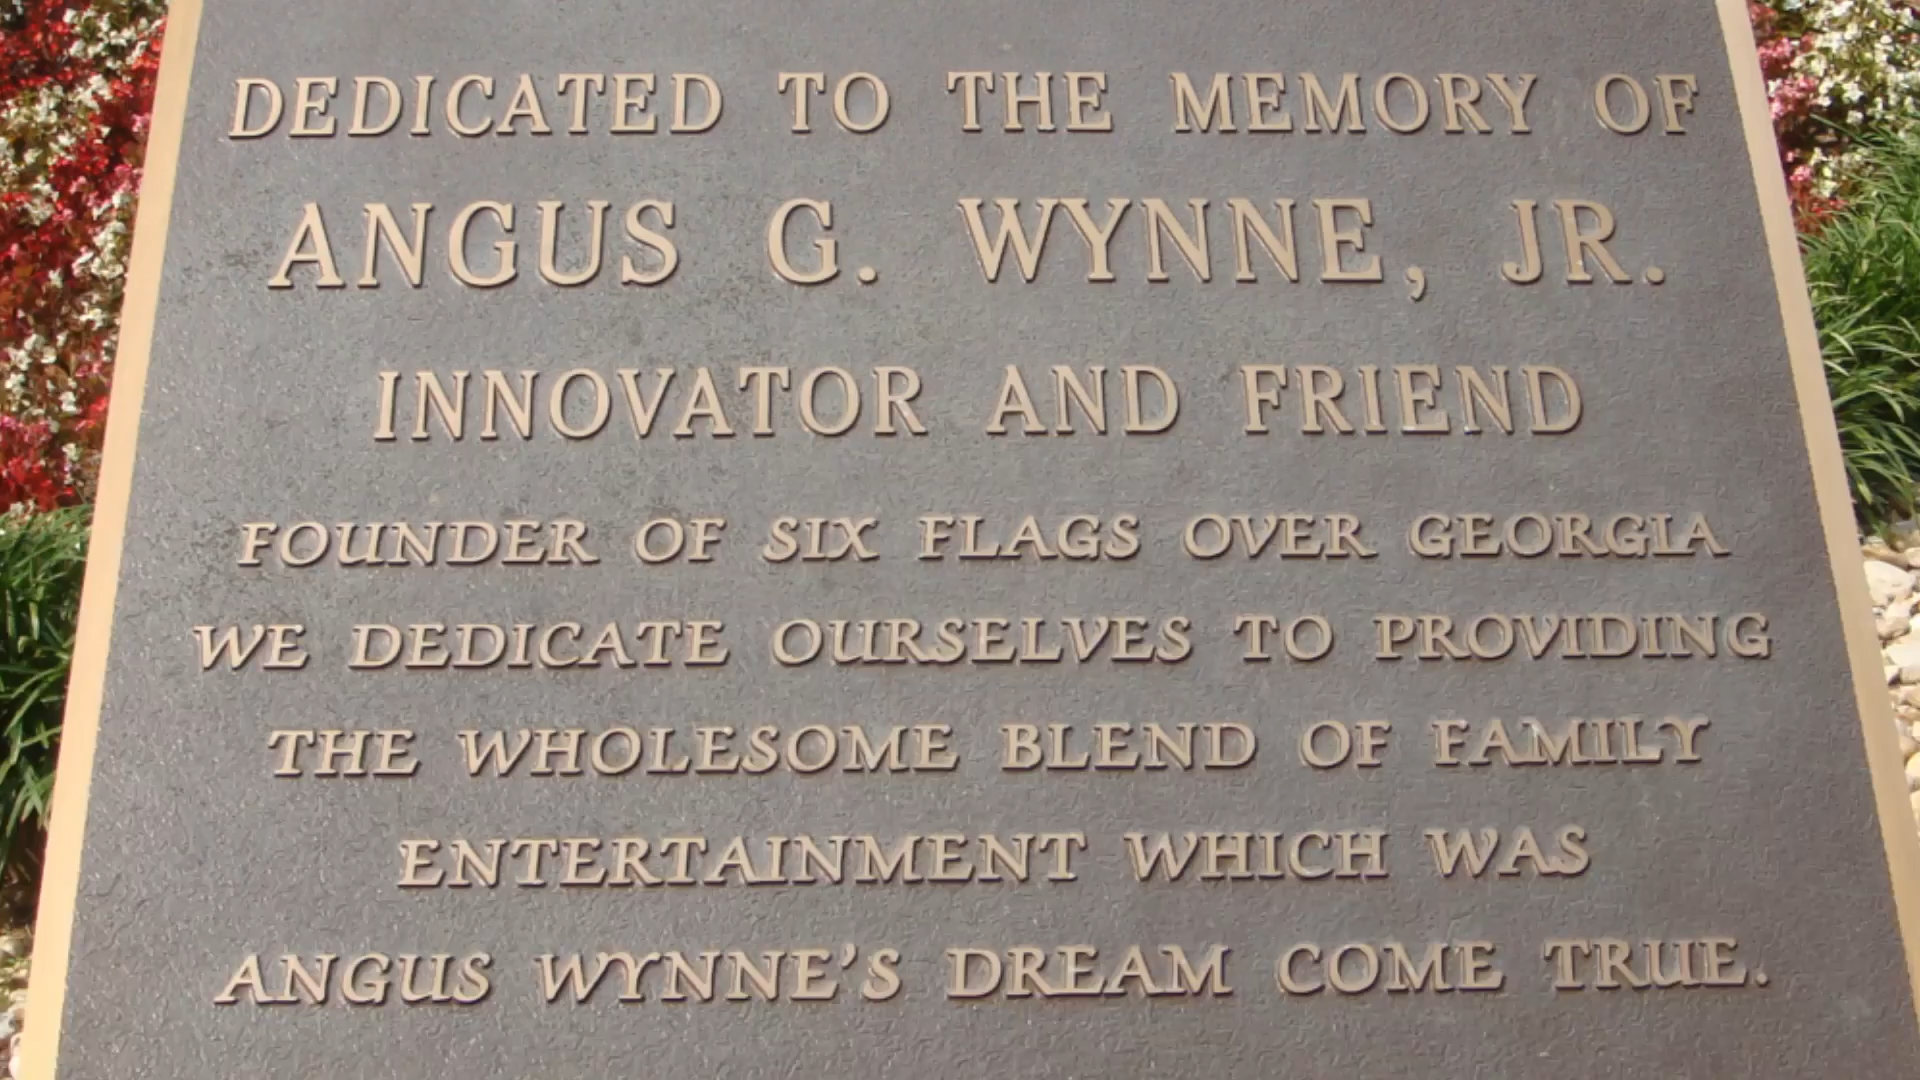 DEDICATED TO THE MEMORY OF
ANGUS G. WYNNE, JR.
INNOVATOR AND FRIEND
FOUNDER OF SIX FLAGS OVER GEORGIA
WE DEDICATE OURSELVES TO PROVIDING
THE WHOLESOME BLEND OF FAMILY
ENTERTAINMENT WHICH WAS
ANGUS WYNNE'S DREAM COME TRUE.